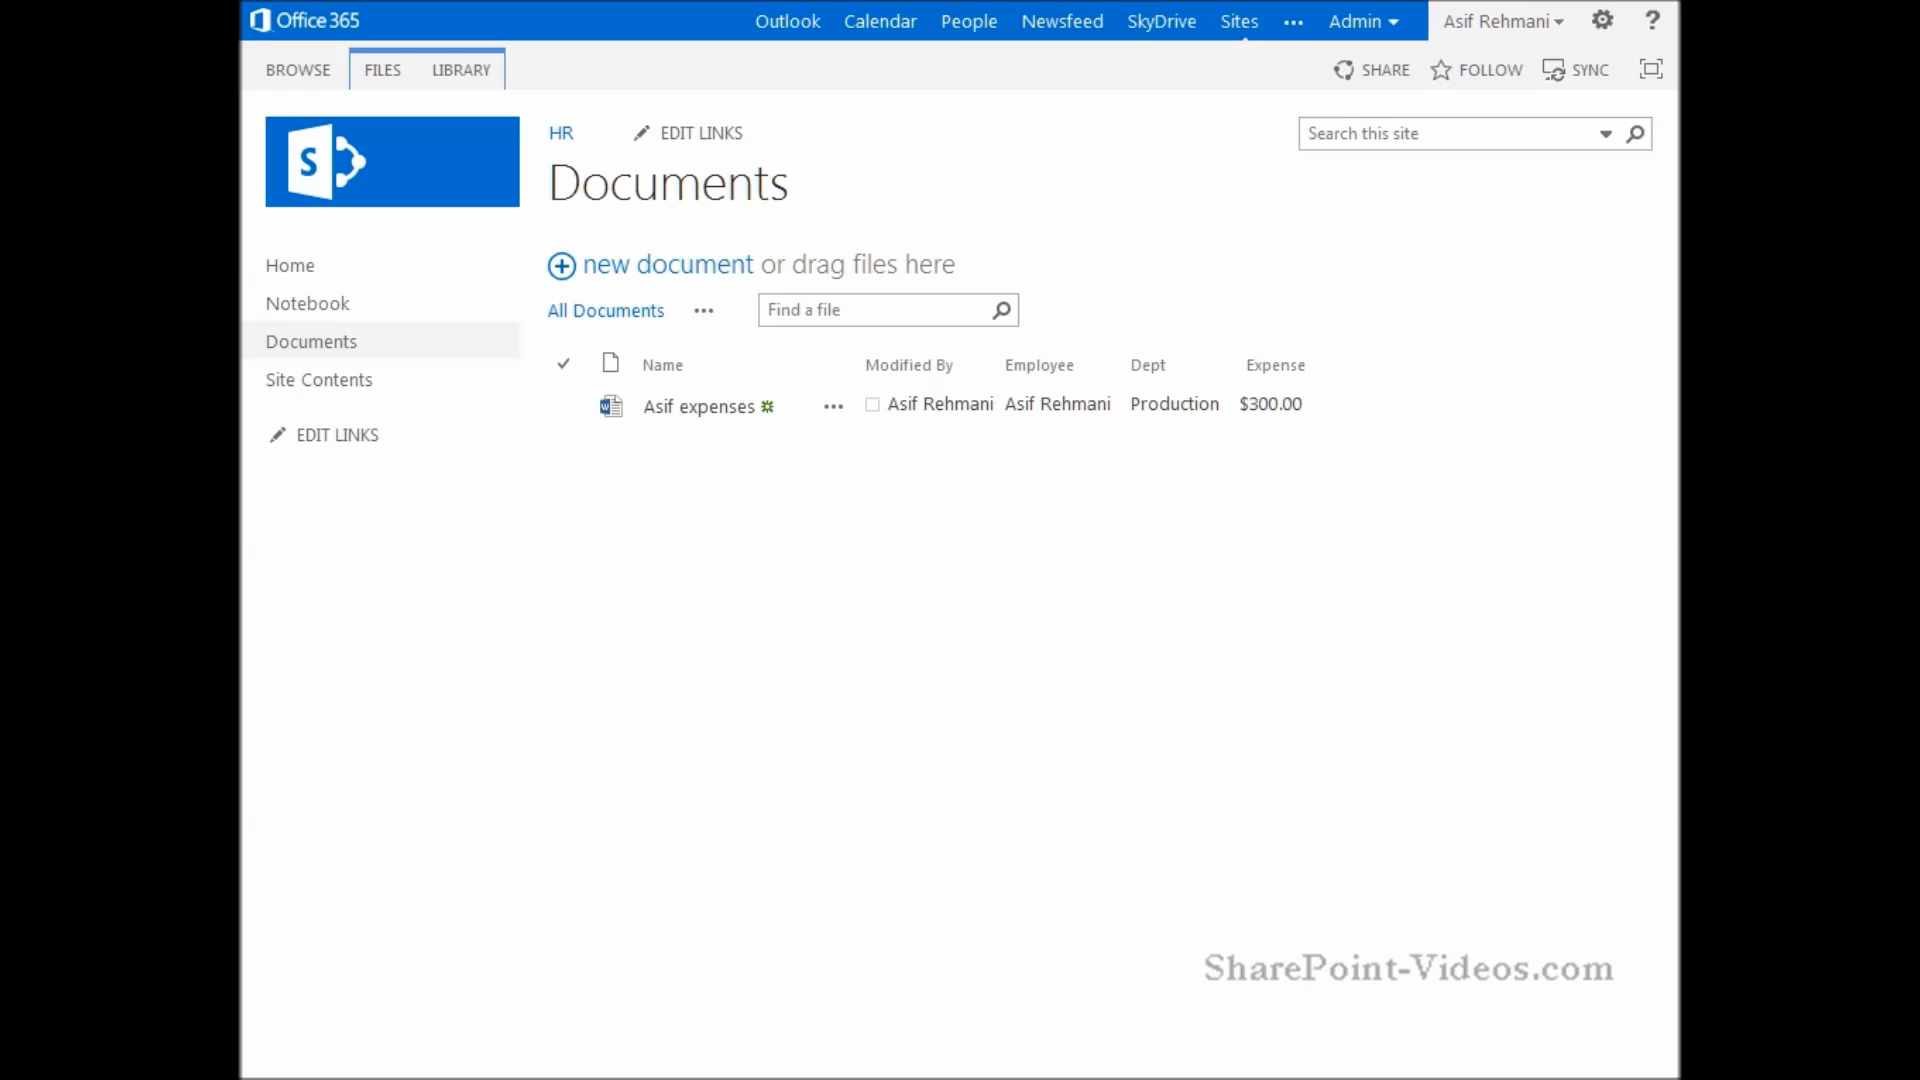 Office 365 Outlook Calendar People Newsfeed SkyDrive Sites ••• Admin Asif Rehmani ?
BROWSE FILES LIBRARY SHARE FOLLOW SYNC
S
HR EDIT LINKS Search this site
Documents
Home
Notebook
Documents
Site Contents
EDIT LINKS
new document or drag files here
All Documents ••• Find a file
Name Modified By Employee Dept Expense
Asif expenses ••• Asif Rehmani Asif Rehmani Production $300.00
SharePoint-Videos.com